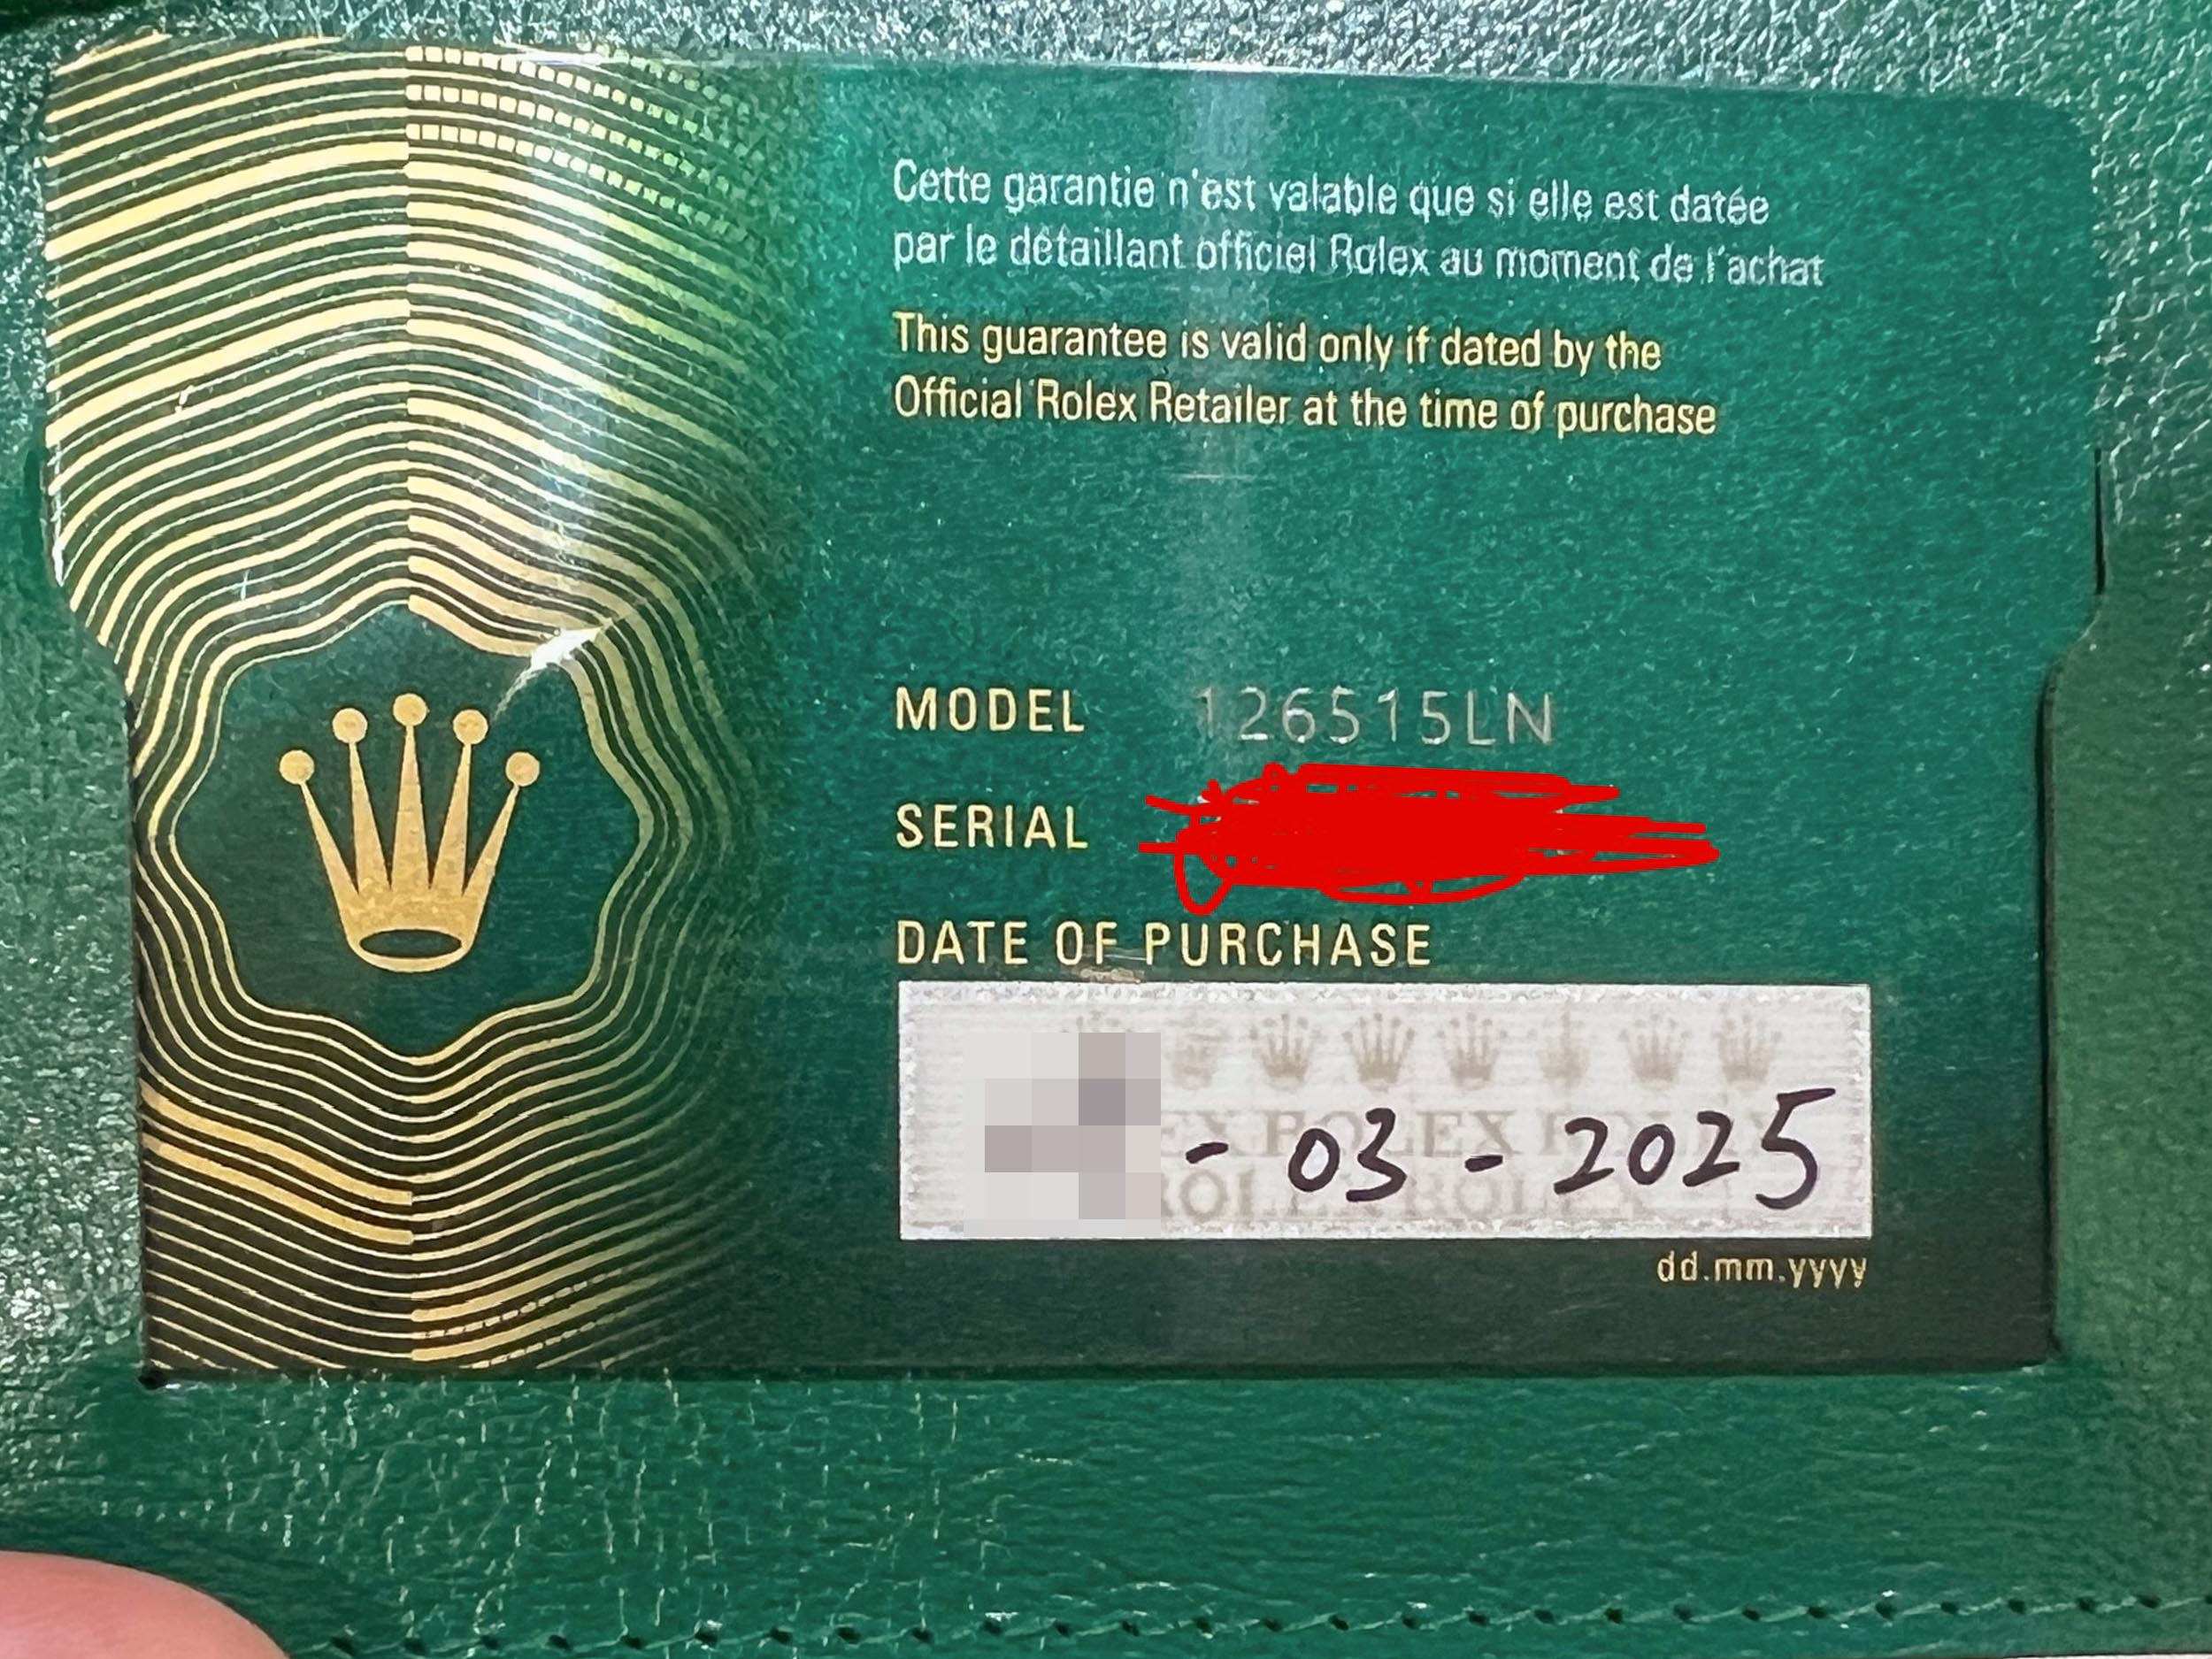 Cette garantie n'est valable que si elle est datée
par le détaillant officiel Rolex au moment de l'achat
This guarantee is valid only if dated by the
Official Rolex Retailer at the time of purchase
MODEL 126515LN
SERIAL
DATE OF PURCHASE
ROLEX
ROLEX
- 03 - 2025
dd.mm.yyyy